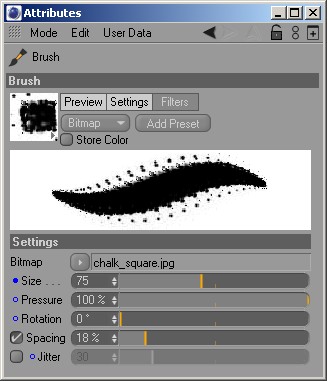 Attributes
Mode Edit User Data
Brush
Brush
Preview Settings Filters
Bitmap Add Preset
Store Color
Settings
Bitmap chalk_square.jpg
Size . . . . 75
Pressure 100 %
Rotation 0 °
Spacing 18 %
Jitter 30